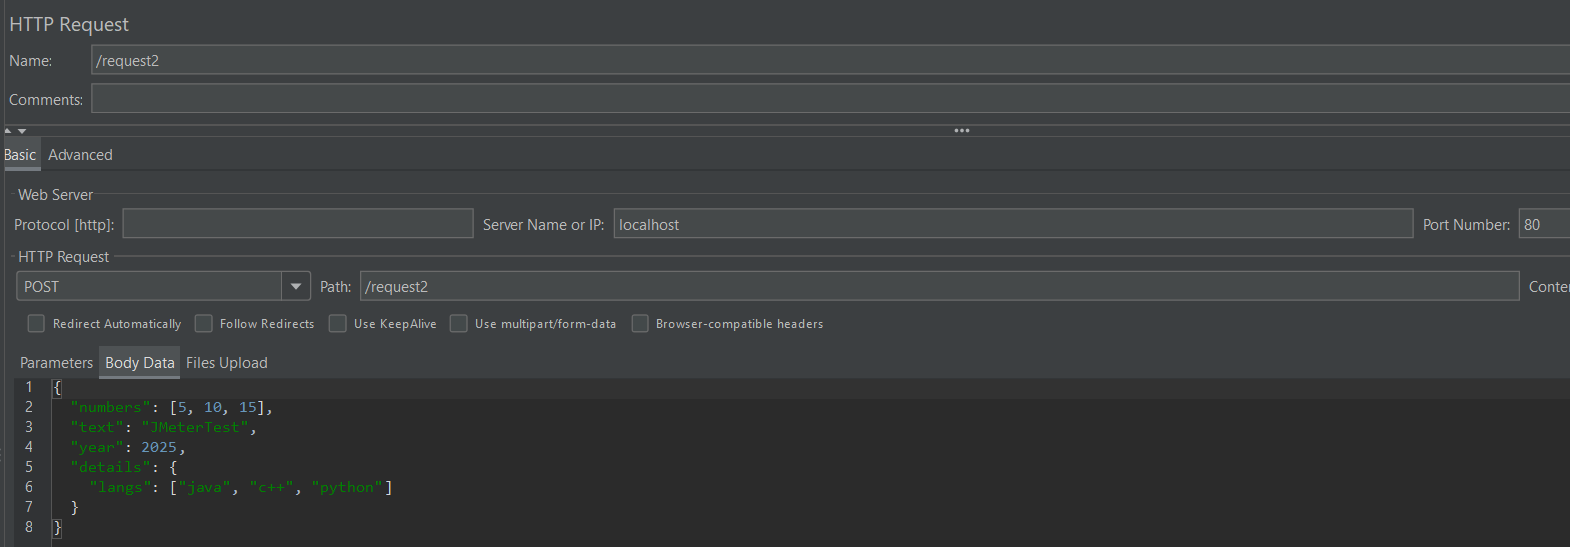 HTTP Request
Name: /request2
Comments:
Basic Advanced
Web Server
Protocol [http]: Server Name or IP: localhost Port Number: 80
HTTP Request
POST Path: /request2 Conter
Redirect Automatically Follow Redirects Use KeepAlive Use multipart/form-data Browser-compatible headers
Parameters Body Data Files Upload
1 {
2 "numbers": [5, 10, 15],
3 "text": "JMeterTest",
4 "year": 2025,
5 "details": {
6 "langs": ["java", "c++", "python"]
7 }
8 }